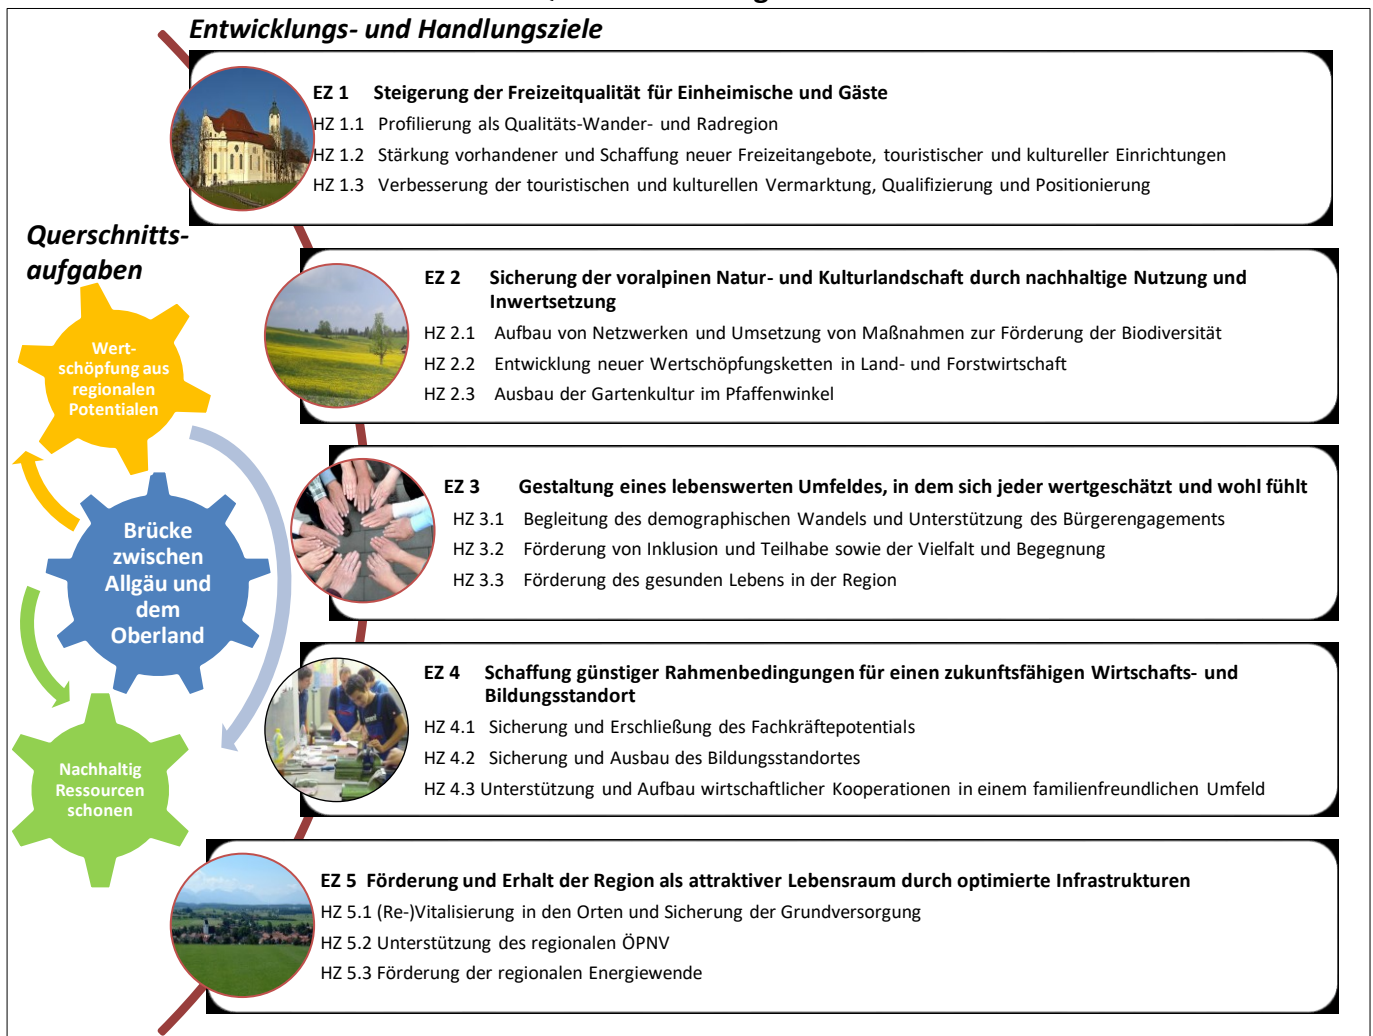 Entwicklungs- und Handlungsziele
EZ 1 Steigerung der Freizeitqualität für Einheimische und Gäste
HZ 1.1 Profilierung als Qualitäts-Wander- und Radregion
HZ 1.2 Stärkung vorhandener und Schaffung neuer Freizeitangebote, touristischer und kultureller Einrichtungen
HZ 1.3 Verbesserung der touristischen und kulturellen Vermarktung, Qualifizierung und Positionierung
Querschnitts-
aufgaben
Wert-
schöpfung aus
regionalen
Potentialen
Brücke
zwischen
Allgäu und
dem
Oberland
Nachhaltig
Ressourcen
schonen
EZ 2 Sicherung der voralpinen Natur- und Kulturlandschaft durch nachhaltige Nutzung und
Inwertsetzung
HZ 2.1 Aufbau von Netzwerken und Umsetzung von Maßnahmen zur Förderung der Biodiversität
HZ 2.2 Entwicklung neuer Wertschöpfungsketten in Land- und Forstwirtschaft
HZ 2.3 Ausbau der Gartenkultur im Pfaffenwinkel
EZ 3 Gestaltung eines lebenswerten Umfeldes, in dem sich jeder wertgeschätzt und wohl fühlt
HZ 3.1 Begleitung des demographischen Wandels und Unterstützung des Bürgerengagements
HZ 3.2 Förderung von Inklusion und Teilhabe sowie der Vielfalt und Begegnung
HZ 3.3 Förderung des gesunden Lebens in der Region
EZ 4 Schaffung günstiger Rahmenbedingungen für einen zukunftsfähigen Wirtschafts- und
Bildungsstandort
HZ 4.1 Sicherung und Erschließung des Fachkräftepotentials
HZ 4.2 Sicherung und Ausbau des Bildungsstandortes
HZ 4.3 Unterstützung und Aufbau wirtschaftlicher Kooperationen in einem familienfreundlichen Umfeld
EZ 5 Förderung und Erhalt der Region als attraktiver Lebensraum durch optimierte Infrastrukturen
HZ 5.1 (Re-)Vitalisierung in den Orten und Sicherung der Grundversorgung
HZ 5.2 Unterstützung des regionalen ÖPNV
HZ 5.3 Förderung der regionalen Energiewende